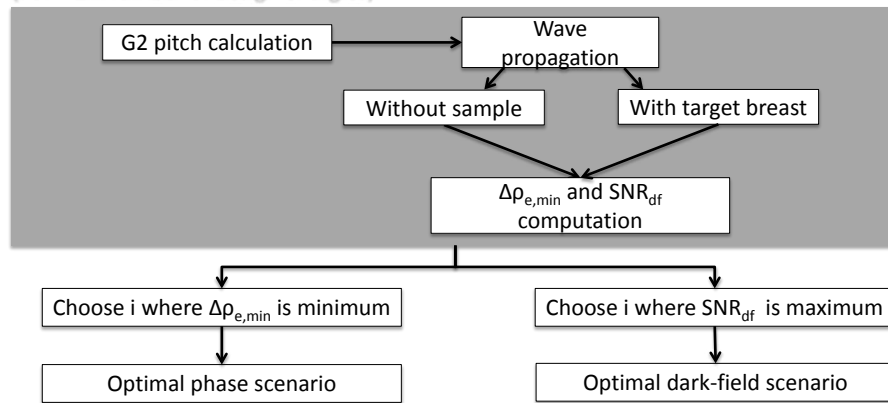 G2 pitch calculation
Wave
propagation
Without sample
With target breast
Δρe,min and SNRdf
computation
Choose i where Δρe,min is minimum
Choose i where SNRdf is maximum
Optimal phase scenario
Optimal dark-field scenario